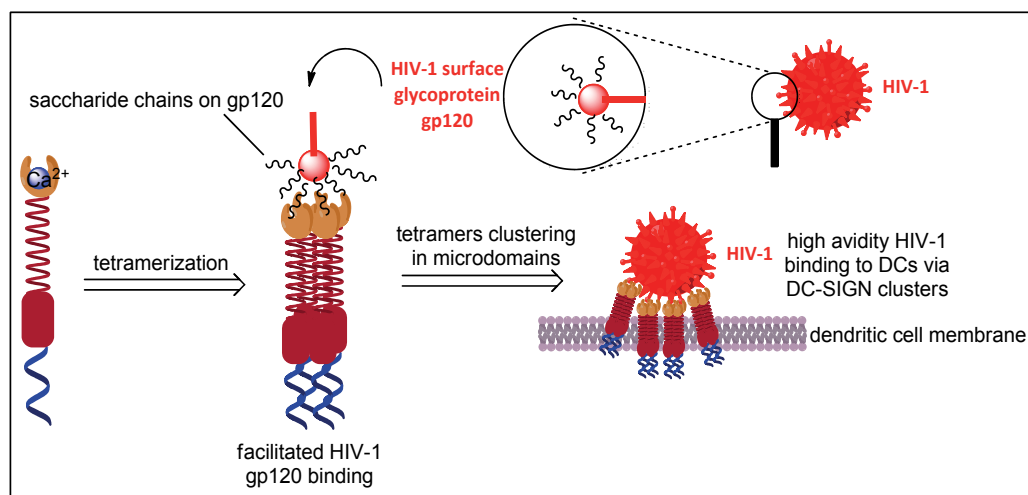 saccharide chains on gp120
HIV-1 surface
glycoprotein
gp120
HIV-1
Ca2+
tetramerization
tetramers clustering
in microdomains
HIV-1
high avidity HIV-1
binding to DCs via
DC-SIGN clusters
dendritic cell membrane
facilitated HIV-1
gp120 binding